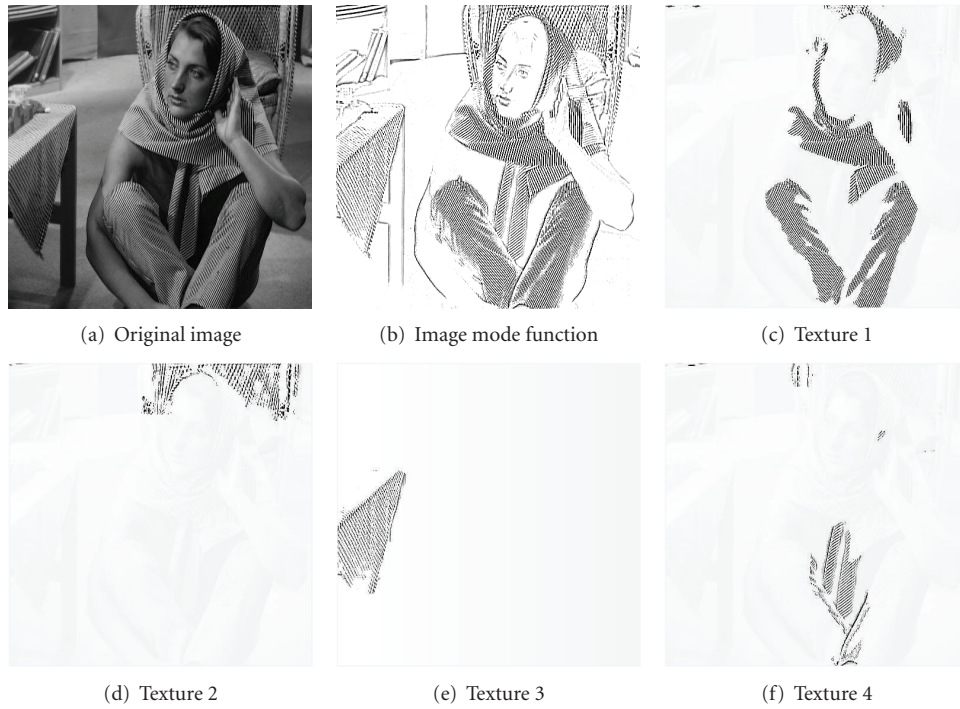 (a) Original image
(b) Image mode function
(c) Texture 1
(d) Texture 2
(e) Texture 3
(f) Texture 4